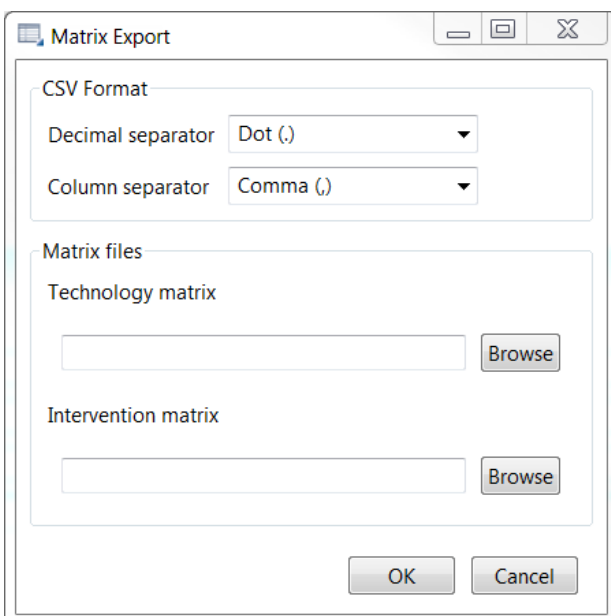 Matrix Export
CSV Format
Decimal separator Dot (.)
Column separator Comma (,)
Matrix files
Technology matrix
Browse
Intervention matrix
Browse
OK Cancel